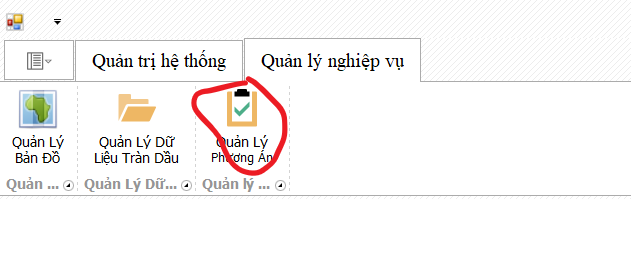 Quản trị hệ thống Quản lý nghiệp vụ
Quản Lý Bản Đồ
Quản Lý Dữ Liệu Tràn Dầu
Quản Lý Phương Án
Quản ... Quản Lý Dữ... Quản lý ...